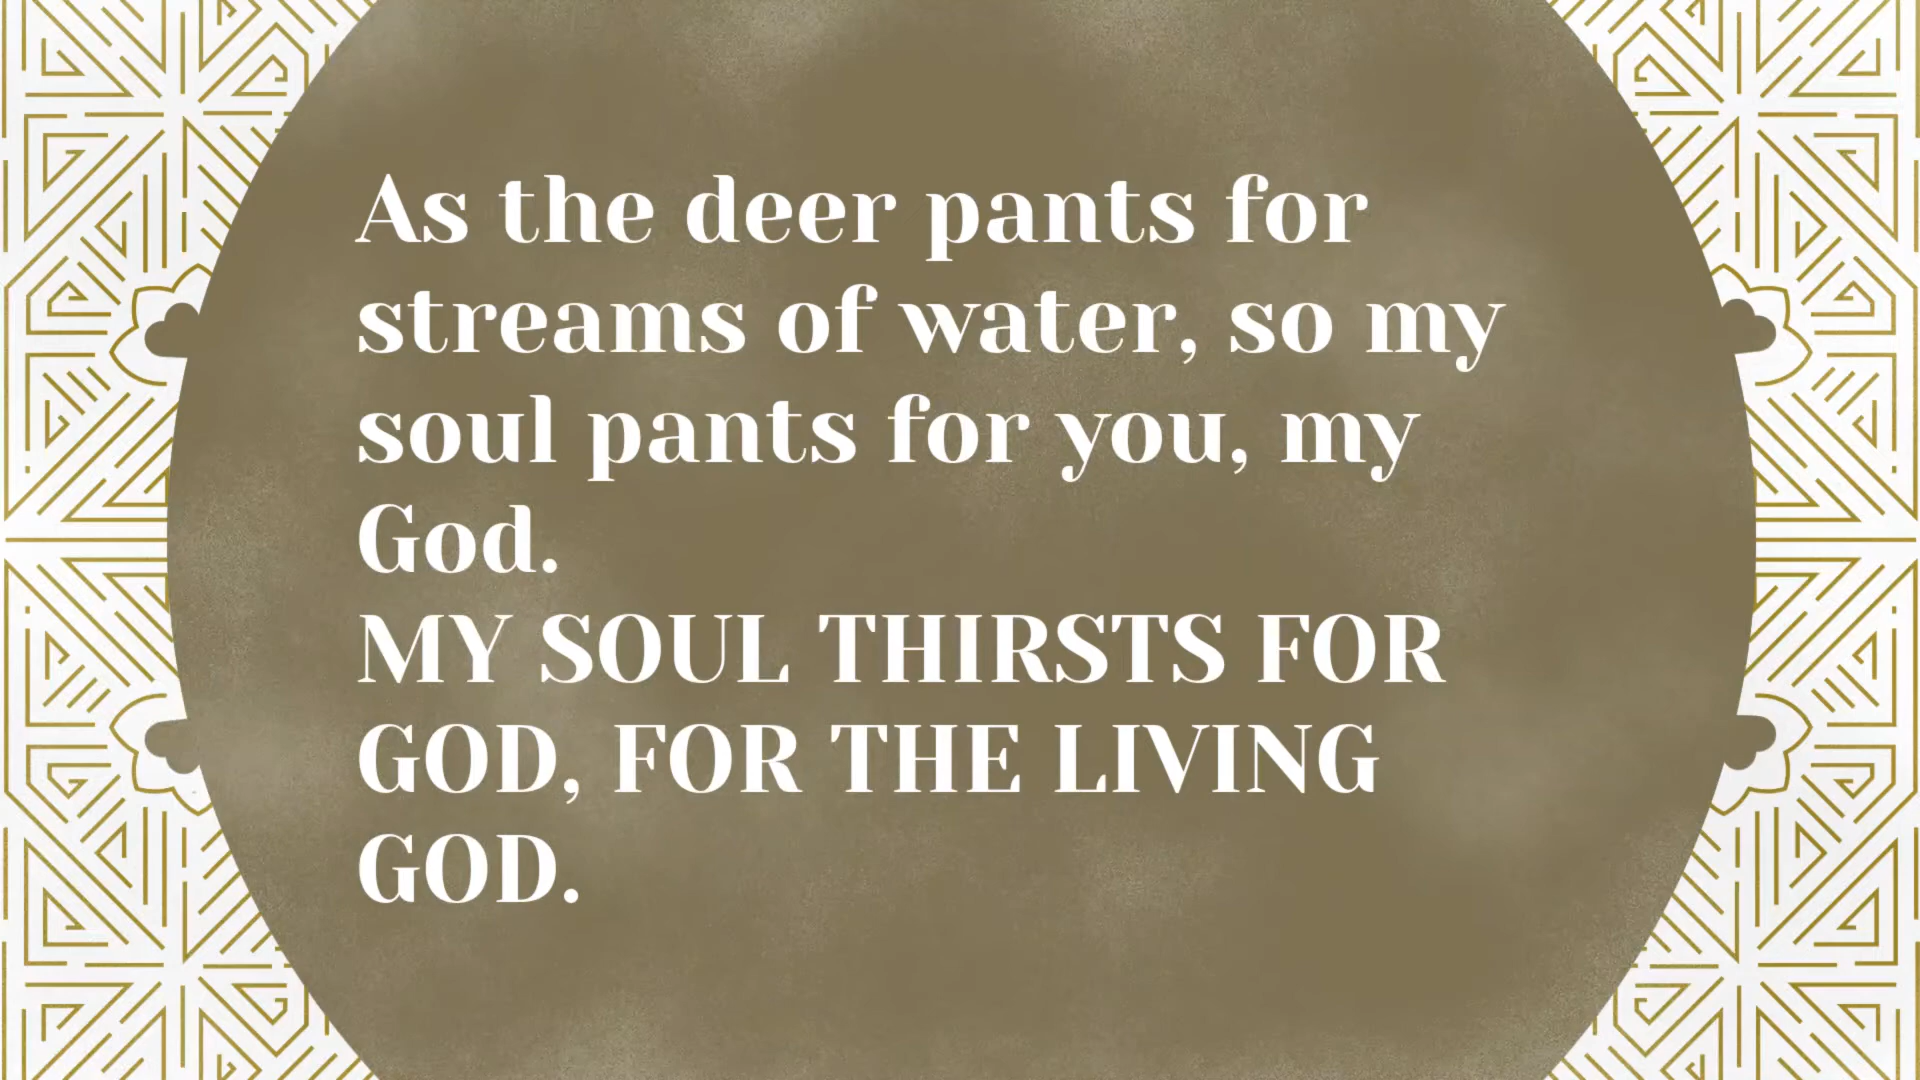 As the deer pants for
streams of water, so my
soul pants for you, my
God.
MY SOUL THIRSTS FOR
GOD, FOR THE LIVING
GOD.